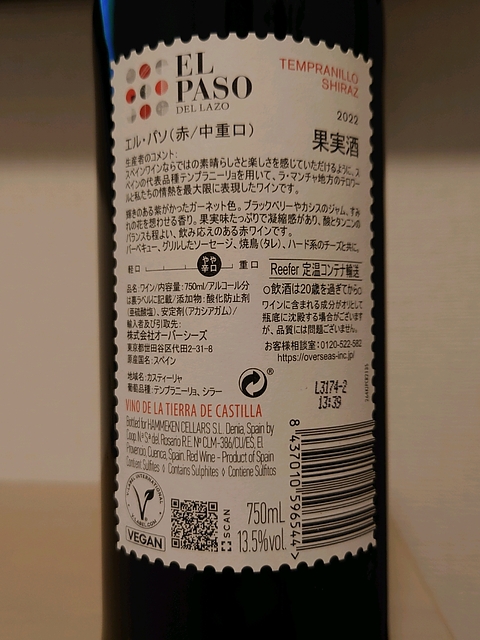 EL
PASO
DEL LAZO
TEMPRANILLO
SHIRAZ
2022
エル・パソ(赤/中重口)
果実酒
生産者のコメント:
スペインワインならではの素晴らしさと楽しさを感じていただけるように、ス
ペインの代表品種テンプラニーリョを用いて、ラ・マンチャ地方のテロワー
ルと私たちの情熱を最大限に表現したワインです。
輝きのある紫がかったガーネット色。ブラックベリーやカシスのジャム、すみ
れの花を想わせる香り。果実味たっぷりで凝縮感があり、酸とタンニンの
バランスも程よい、飲み応えのある赤ワインです。
バーベキュー、グリルしたソーセージ、焼鳥(タレ)、ハード系のチーズと共に。
軽口
やや
辛口
重口
Reefer 定温コンテナ輸送
品名:ワイン/内容量:750ml/アルコール分
は裏ラベルに記載/添加物:酸化防止剤
(亜硫酸塩)、安定剤(アカシアガム)/
輸入者及び引取先:
株式会社オーバーシーズ
東京都世田谷区代田2-31-8
原産国名:スペイン
地域名:カスティーリャ
葡萄品種:テンプラニーリョ、シラー
○飲酒は20歳を過ぎてから○
ワインに含まれる成分がオリとして
瓶底に沈殿する場合がございます
が、品質には問題ございません。
お客様相談室:0120-522-582
https://overseas-inc.jp/
®
L3174-2
13:39
VINO DE LA TIERRA DE CASTILLA
Bottled for HAMMEKEN CELLARS S.L. Denia, Spain by
Coop. N.ª S.ª del Rosario R.E. Nº CLM-386/CU/ES, El
Provencio, Cuenca, Spain. Red Wine - Product of Spain
Contient Sulfites ◊ Contains Sulphites ◊ Contiene Sulfitos
V-LABEL INTERNATIONAL
V-LABEL.COM
VEGAN
SCAN
750mL
13.5%vol.
8 437010 596544 >